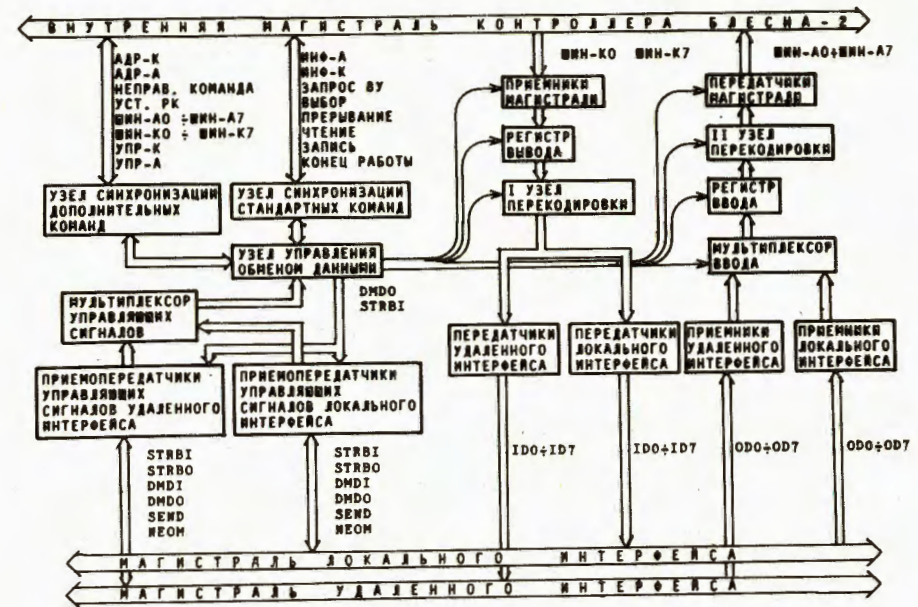 ВНУТРЕННЯЯ МАГИСТРАЛЬ КОНТРОЛЛЕРА БЛЕСНА-2
АДР-К
АДР-А
НЕПРАВ. КОМАНДА
УСТ. РК
ШИН-А0 ÷ ШИН-А7
ШИН-К0 ÷ ШИН-К7
УПР-К
УПР-А
ИНФ-А
ИНФ-К
ЗАПРОС ВУ
ВЫБОР
ПРЕРЫВАНИЕ
ЧТЕНИЕ
ЗАПИСЬ
КОНЕЦ РАБОТЫ
ШИН-К0 ШИН-К7
ШИН-А0÷ШИН-А7
ПРИЕМНИКИ
МАГИСТРАЛИ
ПЕРЕДАТЧИКИ
МАГИСТРАЛИ
РЕГИСТР
ВЫВОДА
II УЗЕЛ
ПЕРЕКОДИРОВКИ
УЗЕЛ СИНХРОНИЗАЦИИ
ДОПОЛНИТЕЛЬНЫХ
КОМАНД
УЗЕЛ СИНХРОНИЗАЦИИ
СТАНДАРТНЫХ КОМАНД
I УЗЕЛ
ПЕРЕКОДИРОВКИ
РЕГИСТР
ВВОДА
УЗЕЛ УПРАВЛЕНИЯ
ОБМЕНОМ ДАННЫМИ
МУЛЬТИПЛЕКСОР
ВВОДА
DMDO
STRBI
МУЛЬТИПЛЕКСОР
УПРАВЛЯЮЩИХ
СИГНАЛОВ
ПЕРЕДАТЧИКИ
УДАЛЕННОГО
ИНТЕРФЕЙСА
ПЕРЕДАТЧИКИ
ЛОКАЛЬНОГО
ИНТЕРФЕЙСА
ПРИЕМНИКИ
УДАЛЕННОГО
ИНТЕРФЕЙСА
ПРИЕМНИКИ
ЛОКАЛЬНОГО
ИНТЕРФЕЙСА
ПРИЕМОПЕРЕДАТЧИКИ
УПРАВЛЯЮЩИХ
СИГНАЛОВ УДАЛЕННОГО
ИНТЕРФЕЙСА
ПРИЕМОПЕРЕДАТЧИКИ
УПРАВЛЯЮЩИХ
СИГНАЛОВ ЛОКАЛЬНОГО
ИНТЕРФЕЙСА
STRBI
STRBO
DMDI
DMDO
SEND
NEOM
STRBI
STRBO
DMDI
DMDO
SEND
NEOM
ID0÷ID7
ID0÷ID7
OD0÷OD7
OD0÷OD7
МАГИСТРАЛЬ ЛОКАЛЬНОГО ИНТЕРФЕЙСА
МАГИСТРАЛЬ УДАЛЕННОГО ИНТЕРФЕЙСА